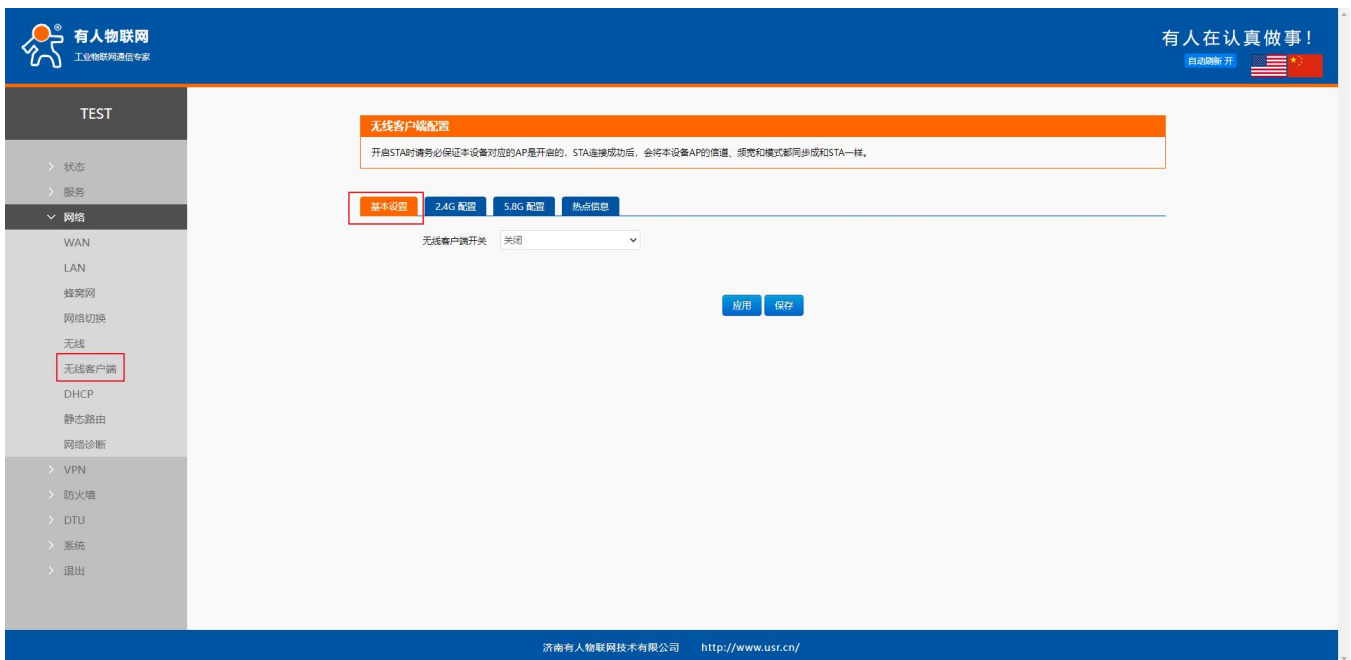 有人物联网
®
工业物联网通信专家
有人在认真做事！
自动刷新 开
TEST
状态
服务
网络
WAN
LAN
蜂窝网
网络切换
无线
无线客户端
DHCP
静态路由
网络诊断
VPN
防火墙
DTU
系统
退出
无线客户端配置
开启STA时请务必保证本设备对应的AP是开启的，STA连接成功后，会将本设备AP的信道、频宽和模式都同步成和STA一样。
基本设置 2.4G 配置 5.8G 配置 热点信息
无线客户端开关 关闭
应用 保存
济南有人物联网技术有限公司 http://www.usr.cn/